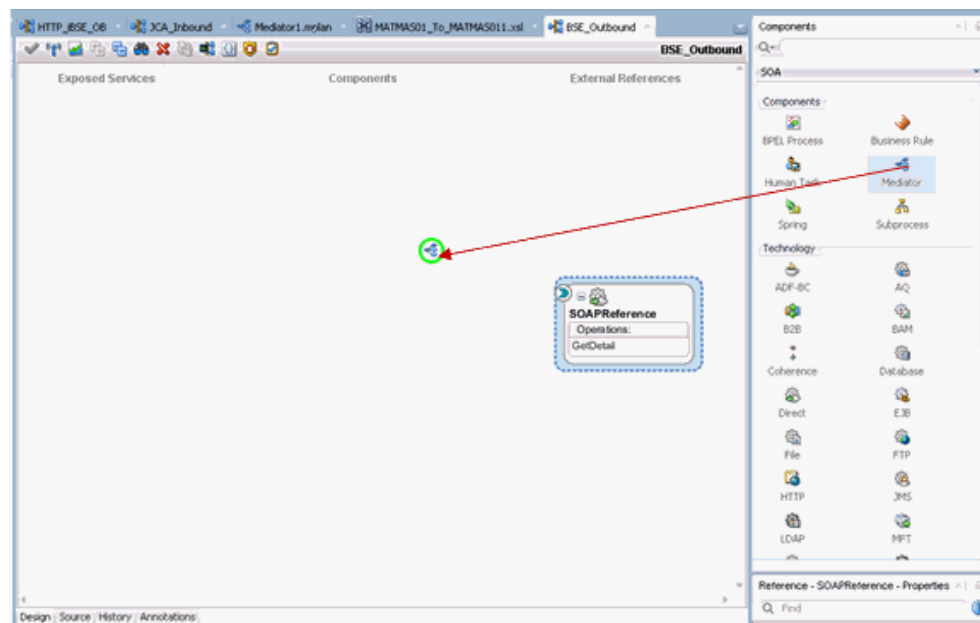 HTTP_BSE_OB JCA_Inbound Mediator1.mplan MATMAS01_To_MATMAS011.xsl BSE_Outbound
BSE_Outbound
Exposed Services Components External References
SOAPReference
Operations:
GetDetail
Design Source History Annotations
Components
SOA
Components
BPEL Process Business Rule
Human Task Mediator
Spring Subprocess
Technology
ADF-BC AQ
B2B BAM
Coherence Database
Direct EJB
File FTP
HTTP JMS
LDAP MFT
Reference - SOAPReference - Properties
Find